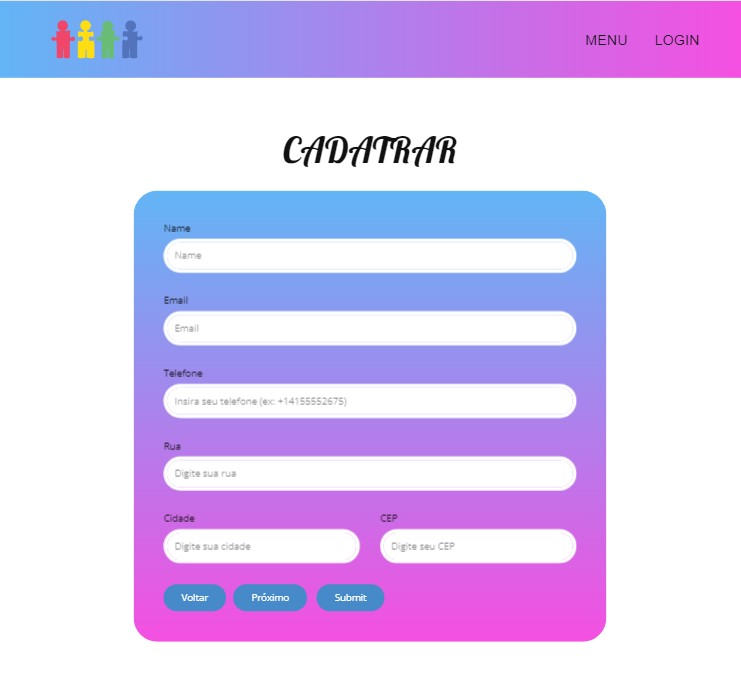 MENU LOGIN
CADATRAR
Name
Name
Email
Email
Telefone
Insira seu telefone (ex: +14155552675)
Rua
Digite sua rua
Cidade CEP
Digite sua cidade Digite seu CEP
Voltar Próximo Submit